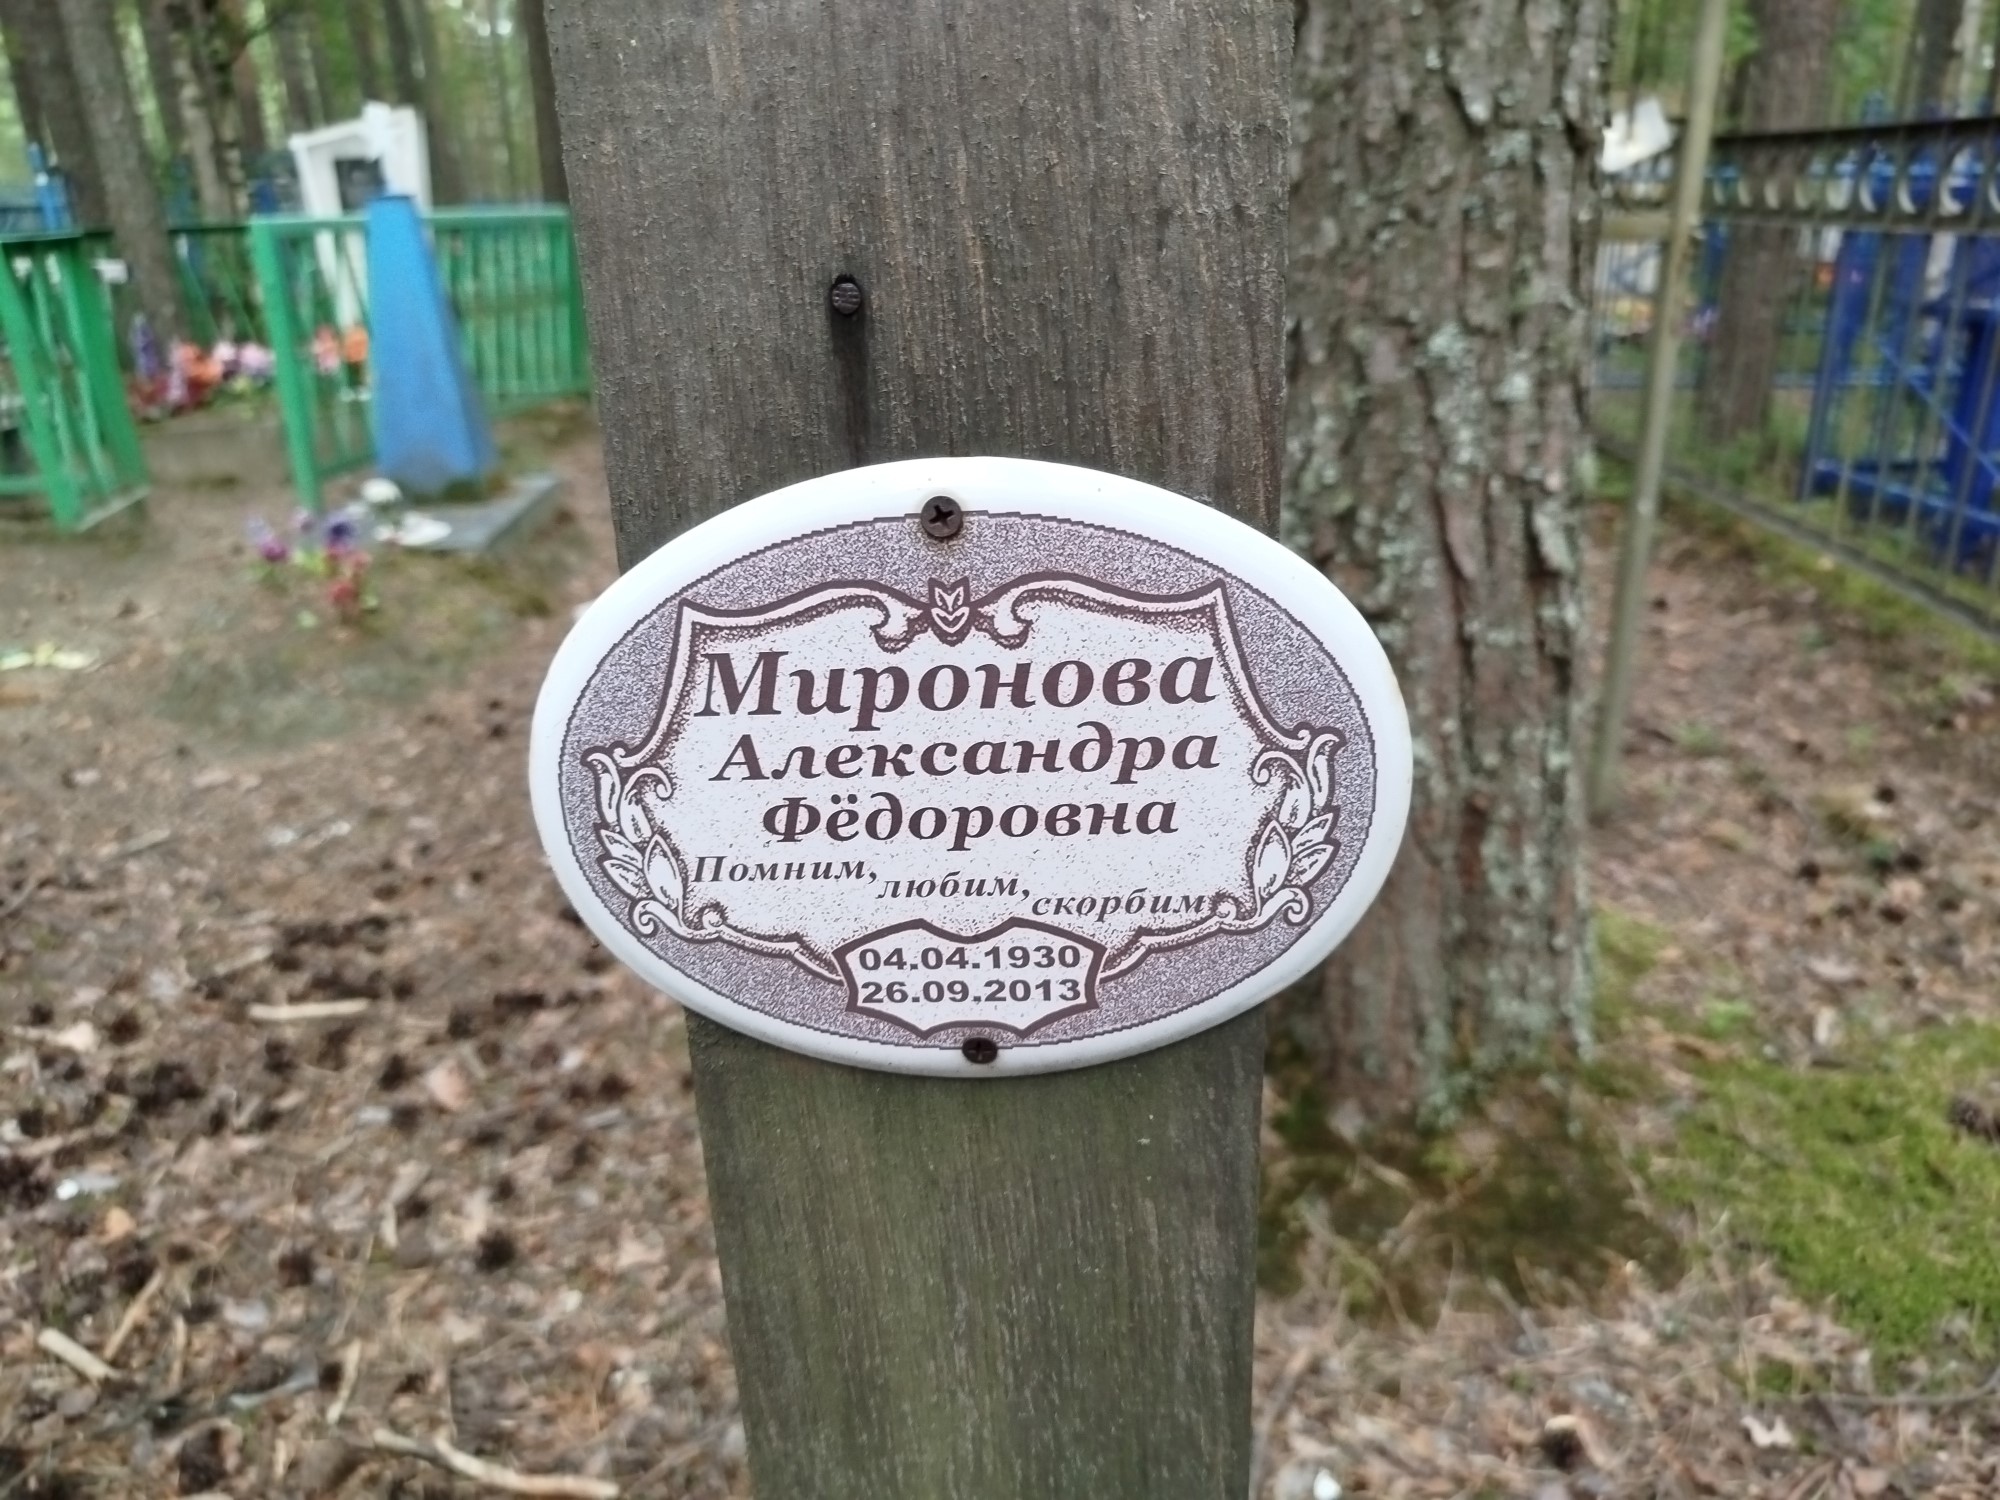 Миронова
Александра
Фёдоровна
Помним, любим, скорбим
04.04.1930
26.09.2013